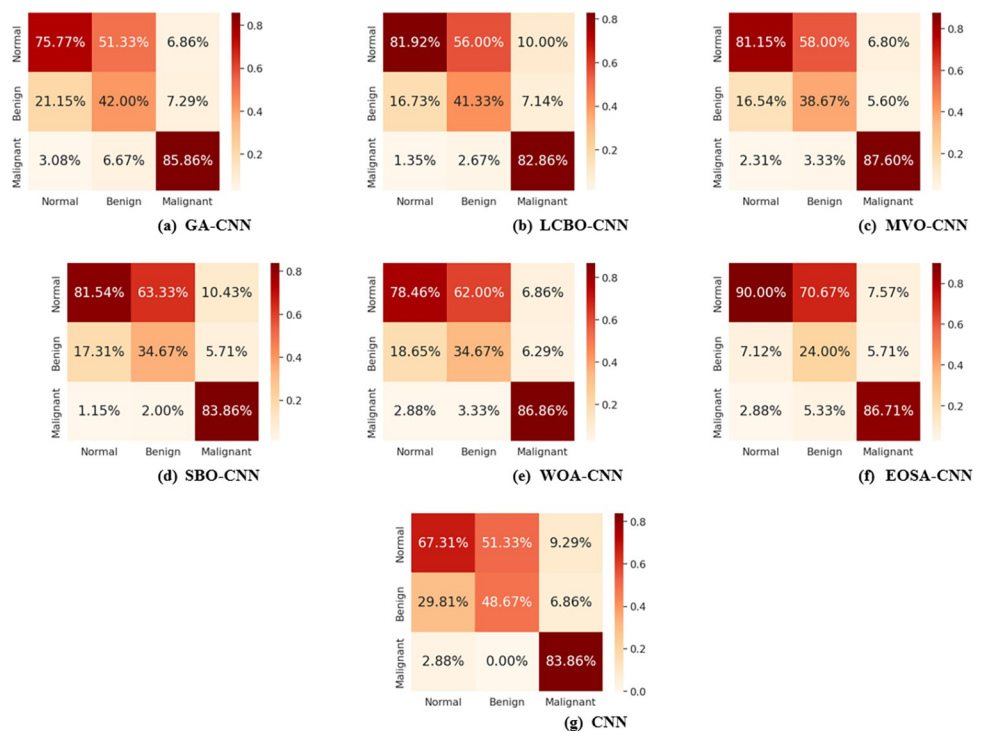 Normal 75.77% 51.33% 6.86% 0.8
0.6
Benign 21.15% 42.00% 7.29% 0.4
0.2
Malignant 3.08% 6.67% 85.86%
Normal Benign Malignant
(a) GA-CNN
Normal 81.92% 56.00% 10.00% 0.8
0.6
Benign 16.73% 41.33% 7.14% 0.4
0.2
Malignant 1.35% 2.67% 82.86%
Normal Benign Malignant
(b) LCBO-CNN
Normal 81.15% 58.00% 6.80% 0.8
0.6
Benign 16.54% 38.67% 5.60% 0.4
0.2
Malignant 2.31% 3.33% 87.60%
Normal Benign Malignant
(c) MVO-CNN
Normal 81.54% 63.33% 10.43% 0.8
0.6
Benign 17.31% 34.67% 5.71% 0.4
0.2
Malignant 1.15% 2.00% 83.86%
Normal Benign Malignant
(d) SBO-CNN
Normal 78.46% 62.00% 6.86% 0.8
0.6
Benign 18.65% 34.67% 6.29% 0.4
0.2
Malignant 2.88% 3.33% 86.86%
Normal Benign Malignant
(e) WOA-CNN
Normal 90.00% 70.67% 7.57% 0.8
0.6
Benign 7.12% 24.00% 5.71% 0.4
0.2
Malignant 2.88% 5.33% 86.71%
Normal Benign Malignant
(f) EOSA-CNN
Normal 67.31% 51.33% 9.29% 0.8
0.6
Benign 29.81% 48.67% 6.86% 0.4
0.2
Malignant 2.88% 0.00% 83.86% 0.0
Normal Benign Malignant
(g) CNN